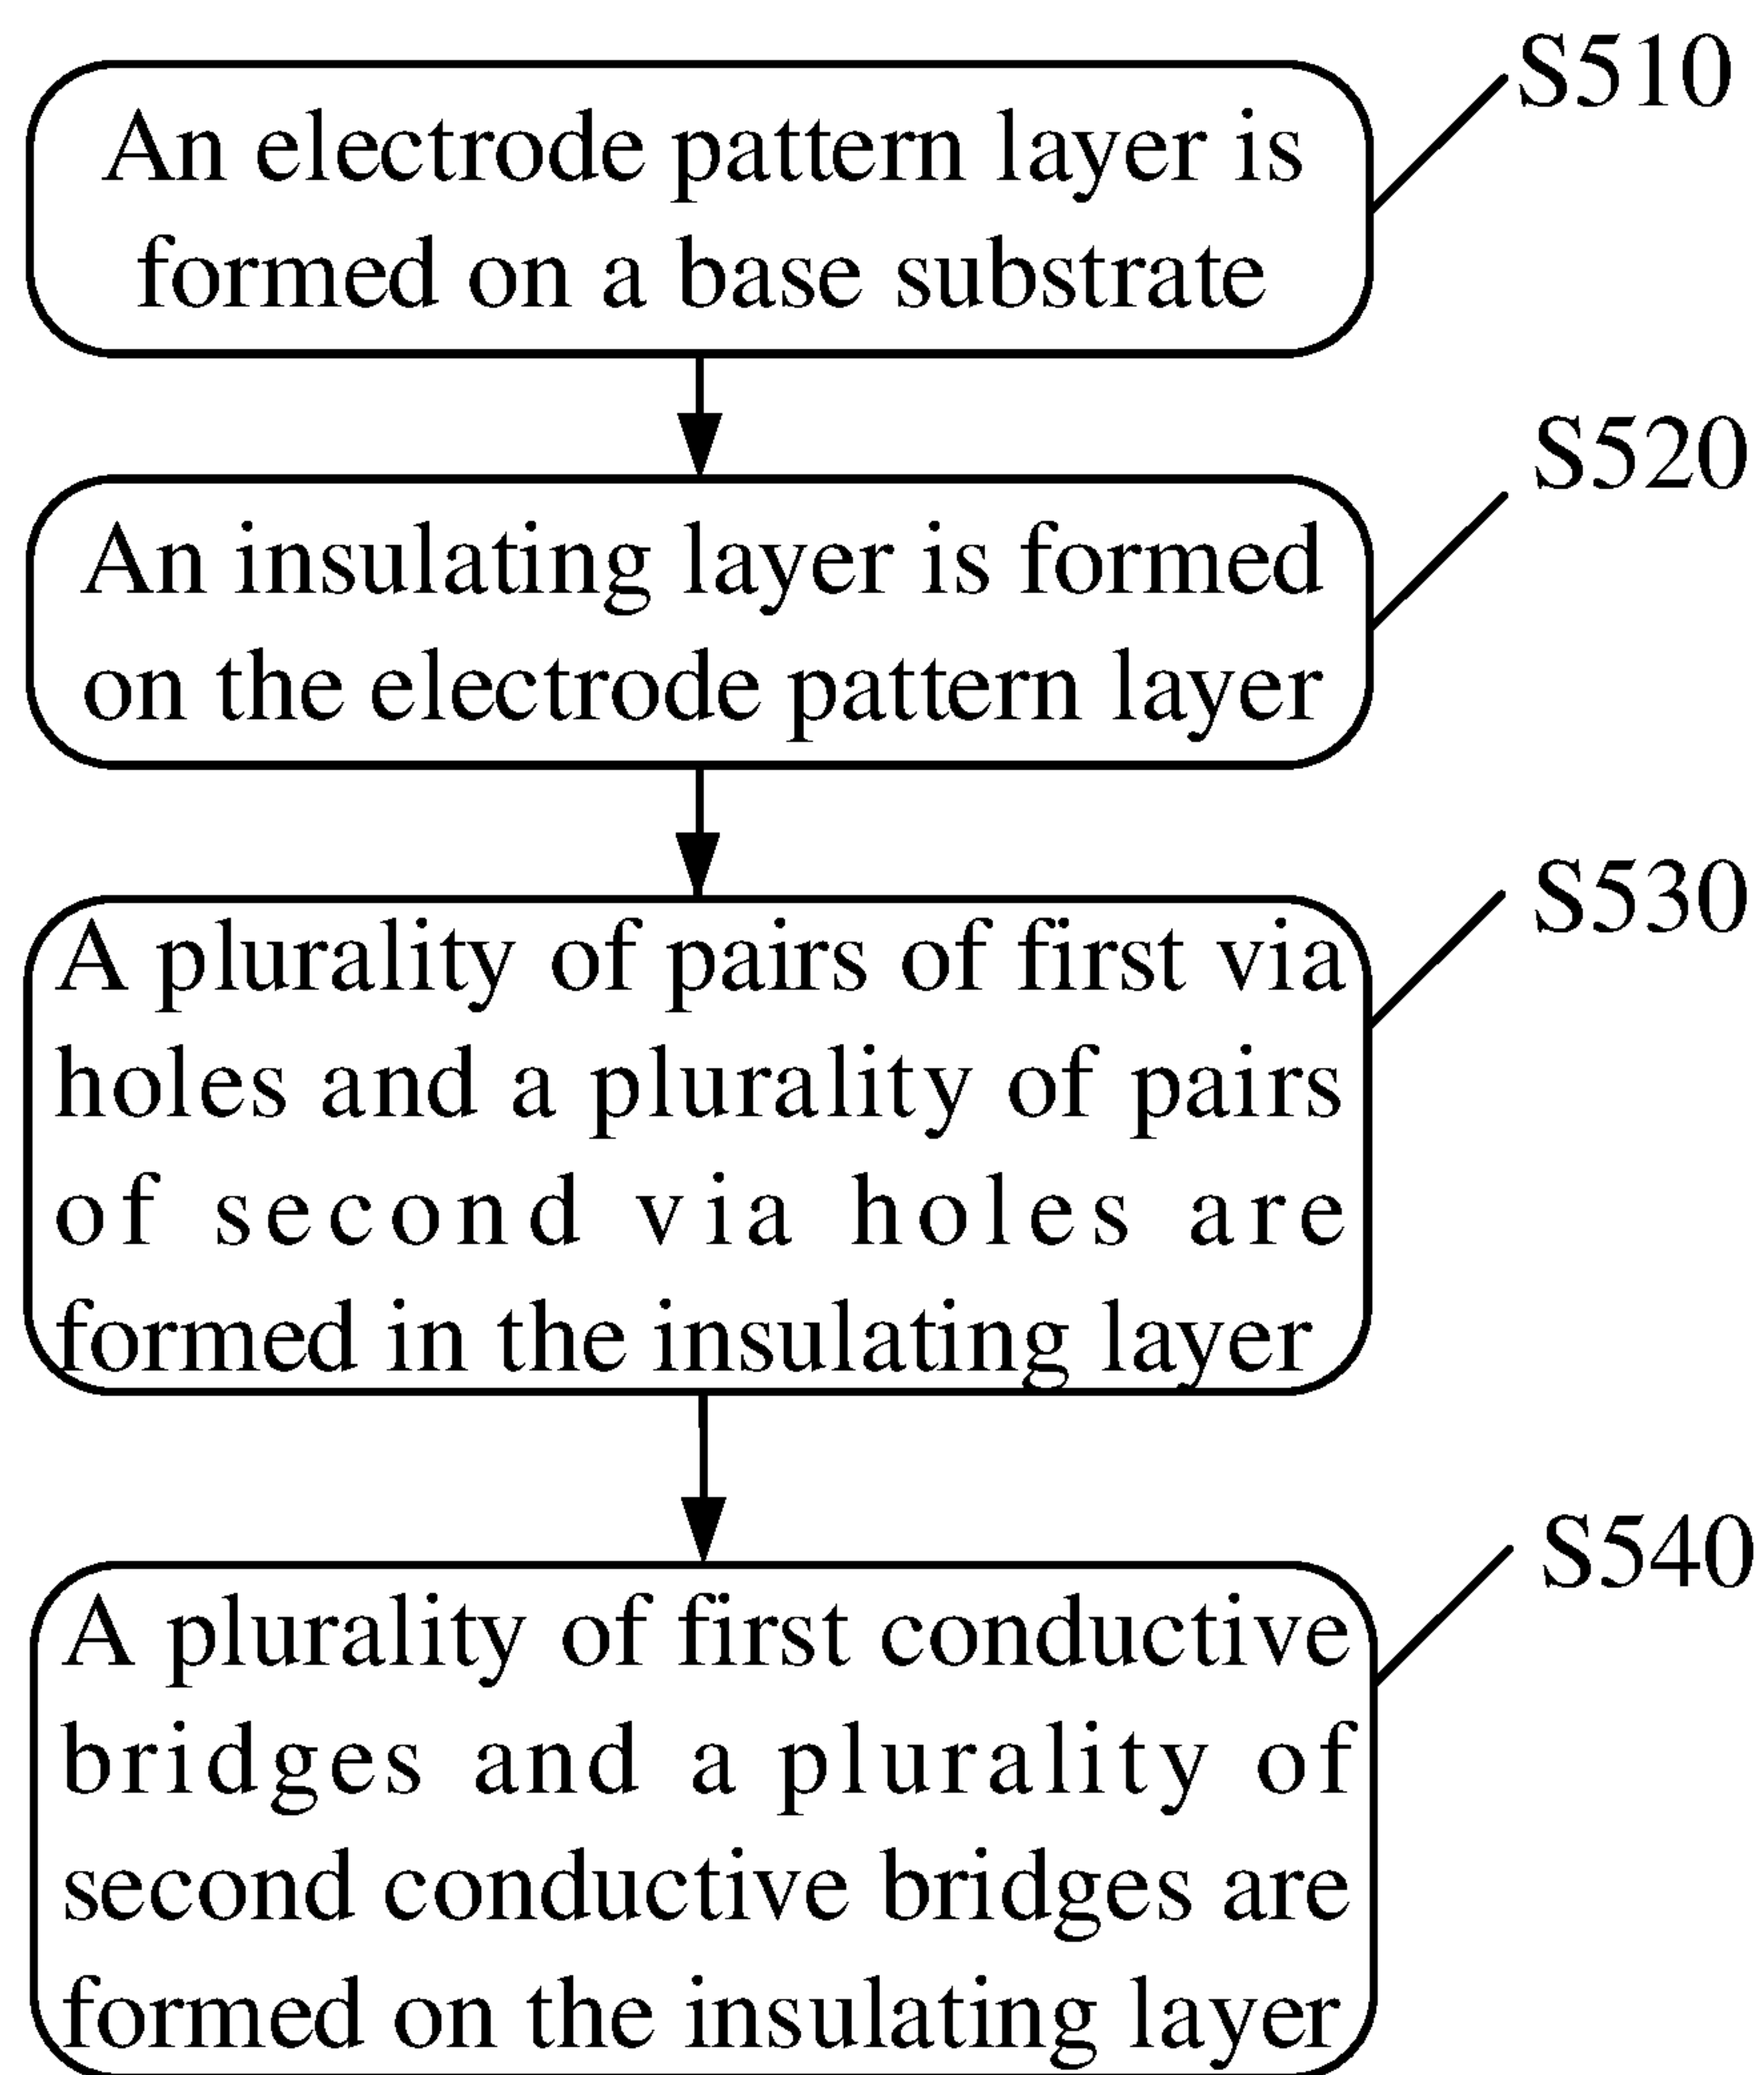 S510
An electrode pattern layer is
formed on a base substrate
S520
An insulating layer is formed
on the electrode pattern layer
S530
A plurality of pairs of first via
holes and a plurality of pairs
of second via holes are
formed in the insulating layer
S540
A plurality of first conductive
bridges and a plurality of
second conductive bridges are
formed on the insulating layer